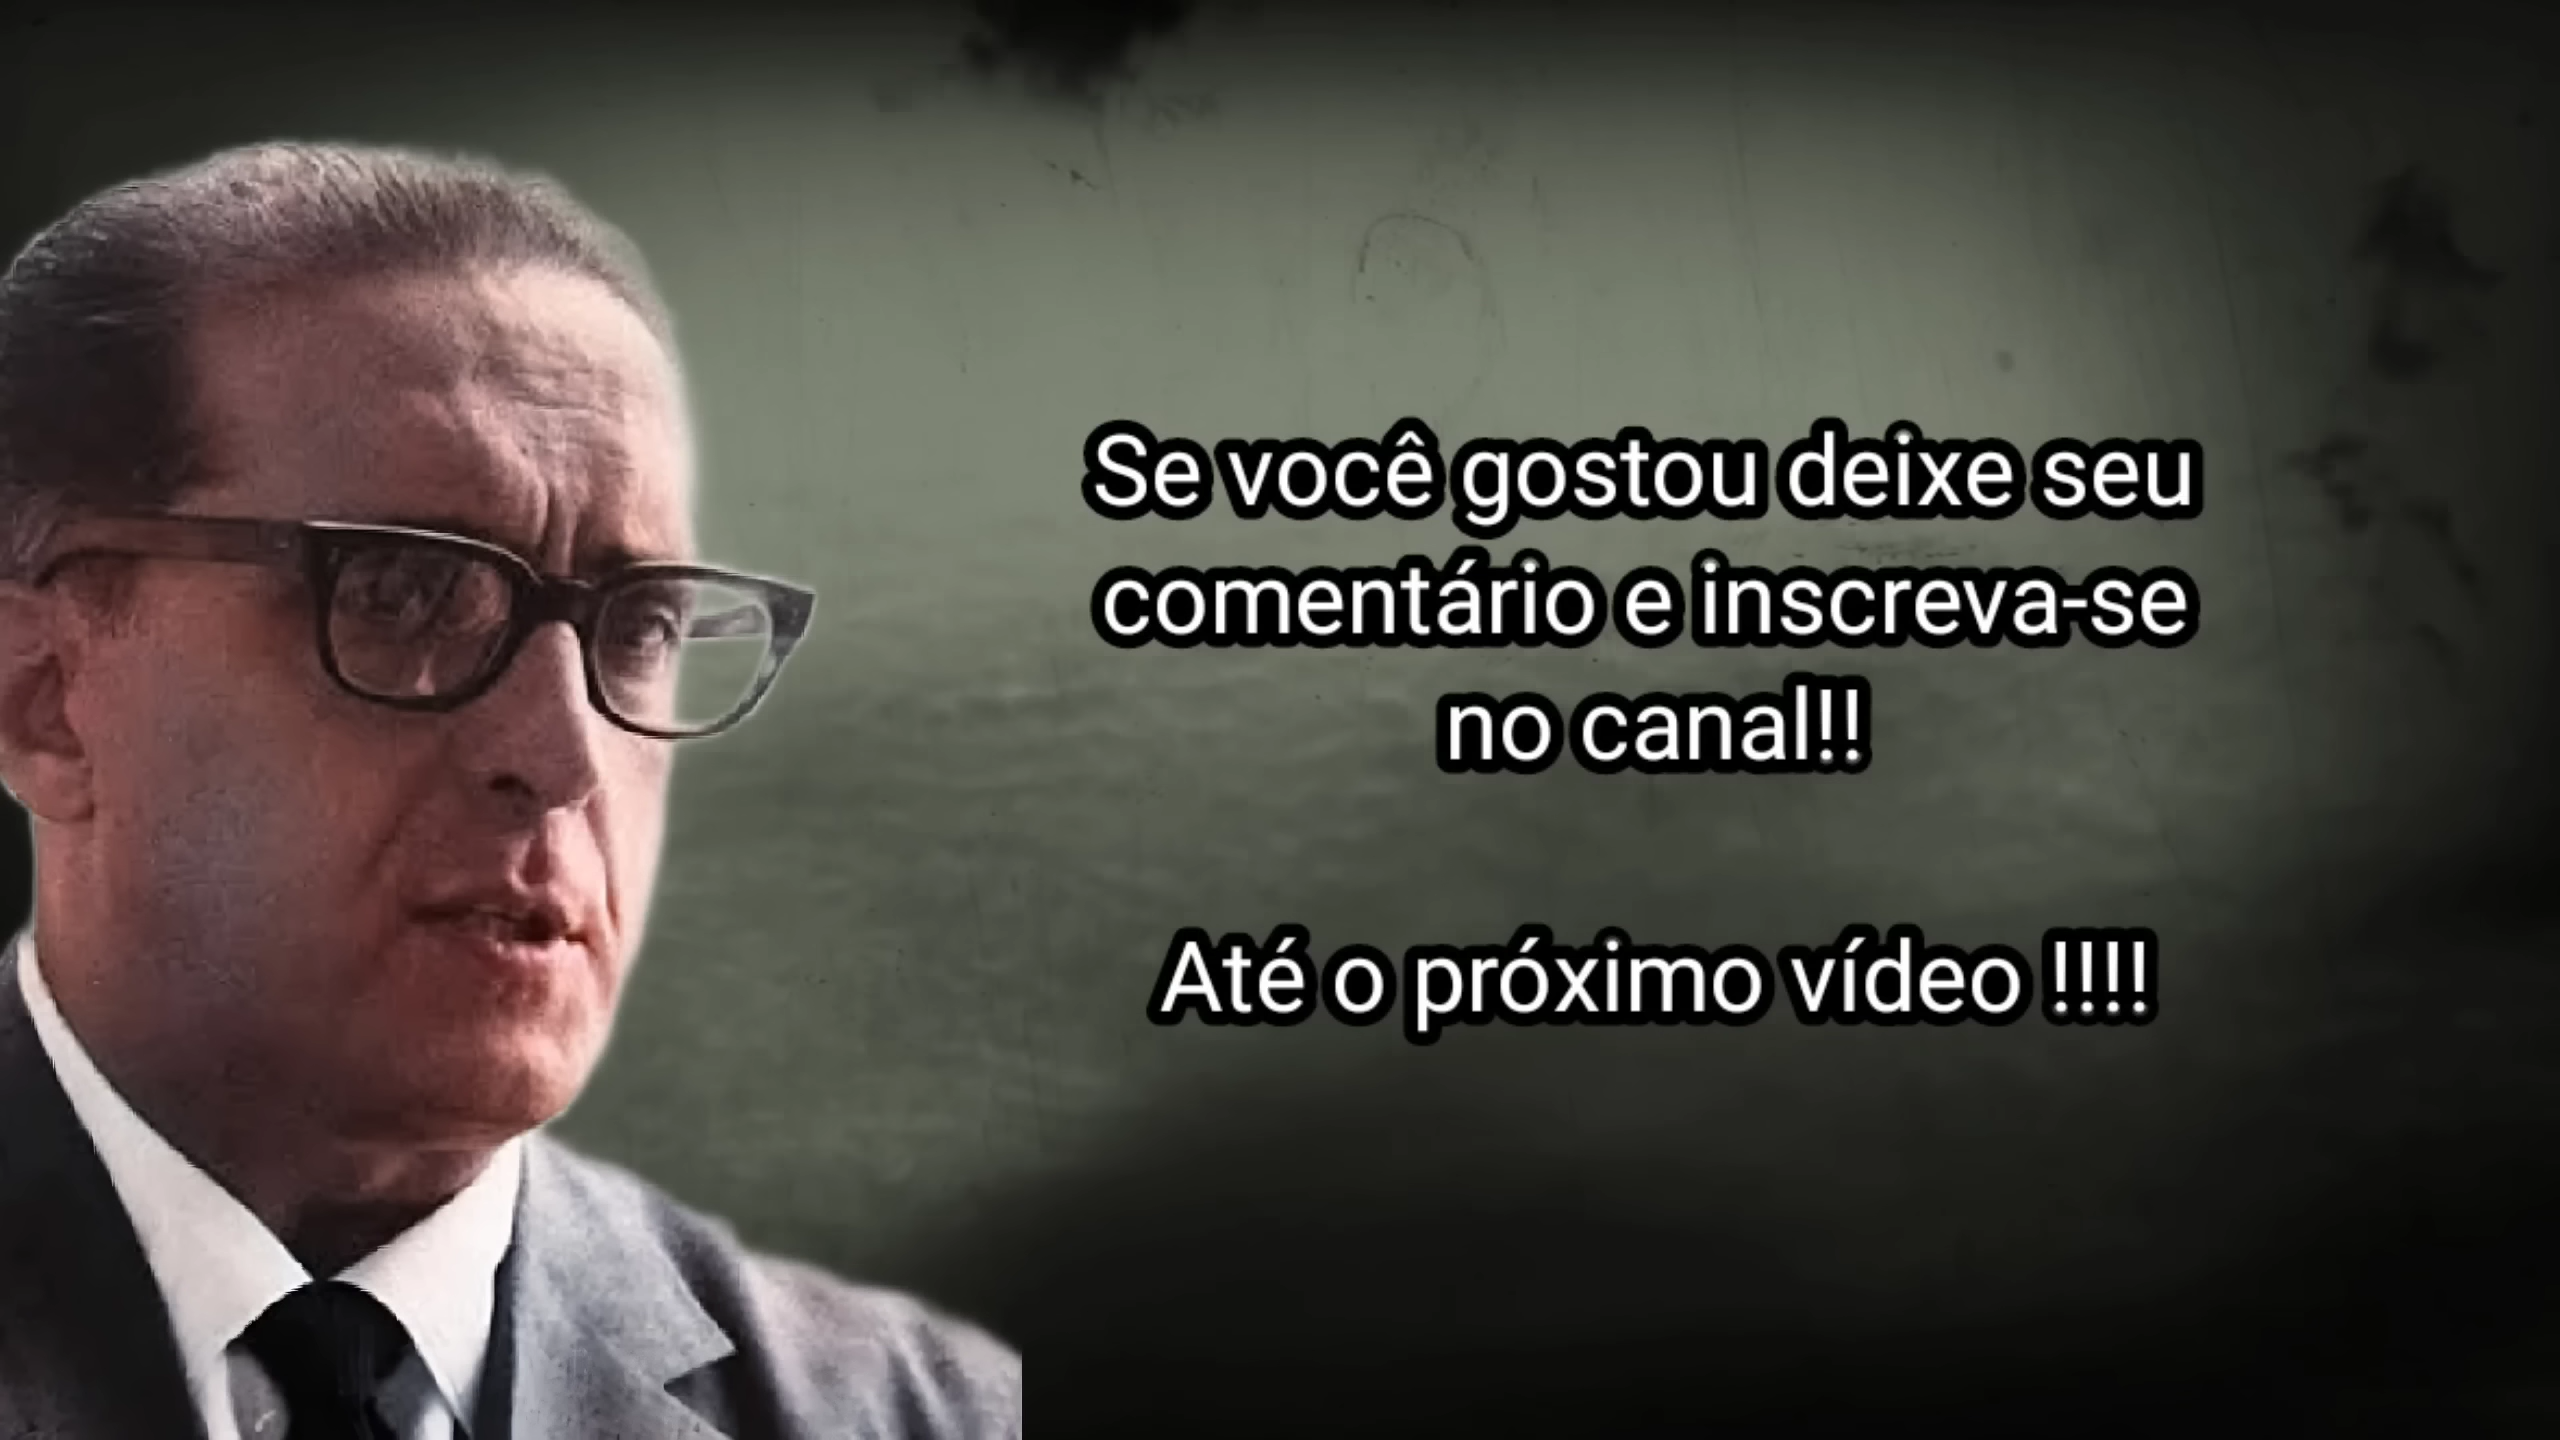 Se você gostou deixe seu
comentário e inscreva-se
no canal!!
Até o próximo vídeo !!!!